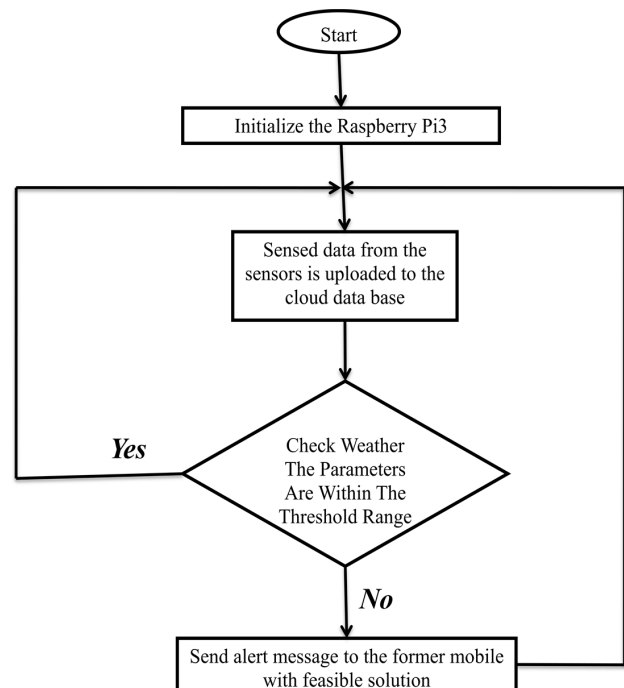 Start
Initialize the Raspberry Pi3
Sensed data from the
sensors is uploaded to the
cloud data base
Check Weather
The Parameters
Are Within The
Threshold Range
Yes
No
Send alert message to the former mobile
with feasible solution